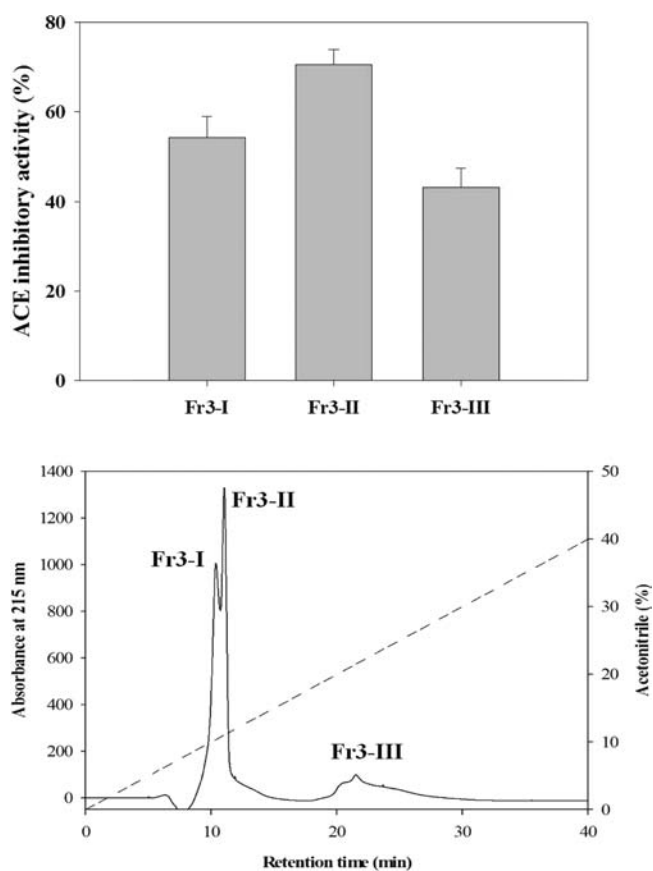 80
60
40
20
0
ACE inhibitory activity (%)
Fr3-I Fr3-II Fr3-III
1400
1200
1000
800
600
400
200
0
Absorbance at 215 nm
Fr3-II
Fr3-I
Fr3-III
50
40
30
20
10
0
Acetonitrile (%)
0 10 20 30 40
Retention time (min)